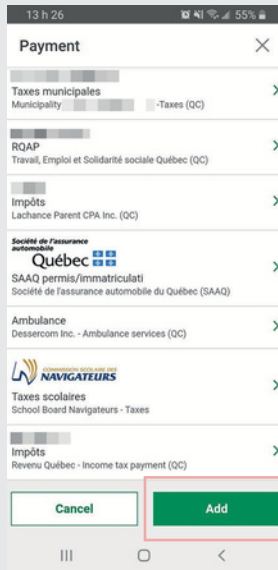 13 h 26
55%
Payment
Taxes municipales
Municipality -Taxes (QC)
RQAP
Travail, Emploi et Solidarité sociale Québec (QC)
Impôts
Lachance Parent CPA Inc. (QC)
Société de l'assurance
automobile
Québec
SAAQ permis/immatriculati
Société de l'assurance automobile du Québec (SAAQ)
Ambulance
Dessercom Inc. - Ambulance services (QC)
COMMISSION SCOLAIRE DES
NAVIGATEURS
Taxes scolaires
School Board Navigateurs - Taxes
Impôts
Revenu Québec - Income tax payment (QC)
Cancel
Add